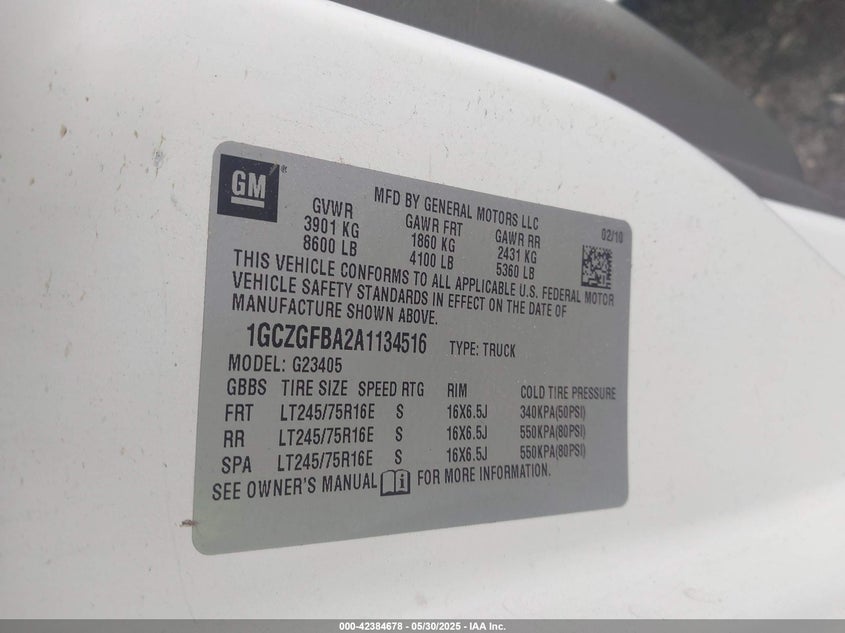 GM
MFD BY GENERAL MOTORS LLC
02/10
GVWR GAWR FRT GAWR RR
3901 KG 1860 KG 2431 KG
8600 LB 4100 LB 5360 LB
THIS VEHICLE CONFORMS TO ALL APPLICABLE U.S. FEDERAL MOTOR
VEHICLE SAFETY STANDARDS IN EFFECT ON THE DATE OF
MANUFACTURE SHOWN ABOVE.
1GCZGFBA2A1134516 TYPE: TRUCK
MODEL: G23405
GBBS TIRE SIZE SPEED RTG RIM COLD TIRE PRESSURE
FRT LT245/75R16E S 16X6.5J 340KPA(50PSI)
RR LT245/75R16E S 16X6.5J 550KPA(80PSI)
SPA LT245/75R16E S 16X6.5J 550KPA(80PSI)
SEE OWNER'S MANUAL FOR MORE INFORMATION.
000-42384678 — 05/30/2025 — IAA Inc.